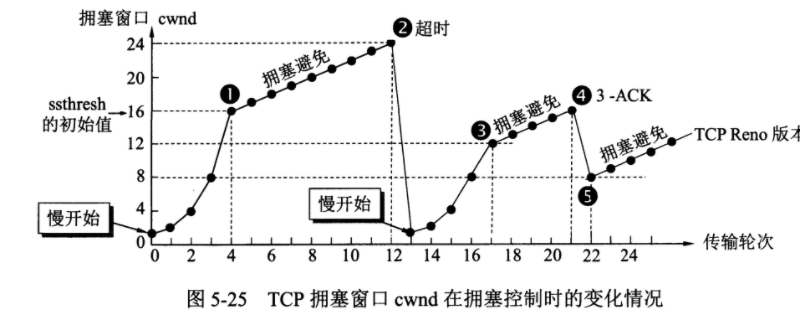 拥塞窗口 cwnd
❷超时
24
20
拥塞避免
ssthresh
的初始值
16
❶
❹ 3-ACK
❸
拥塞避免
12
拥塞避免
TCP Reno 版本
8
❺
慢开始
慢开始
4
0
0 2 4 6 8 10 12 14 16 18 20 22 24
传输轮次
图 5-25 TCP 拥塞窗口 cwnd 在拥塞控制时的变化情况